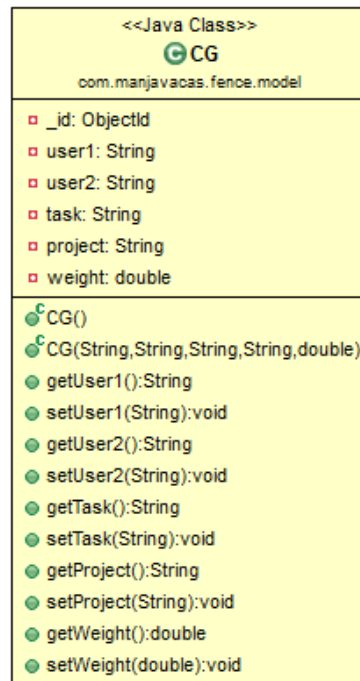 <<Java Class>>
CG
com.manjavacas.fence.model
_id: ObjectId
user1: String
user2: String
task: String
project: String
weight: double
CG()
CG(String,String,String,String,double)
getUser1():String
setUser1(String):void
getUser2():String
setUser2(String):void
getTask():String
setTask(String):void
getProject():String
setProject(String):void
getWeight():double
setWeight(double):void